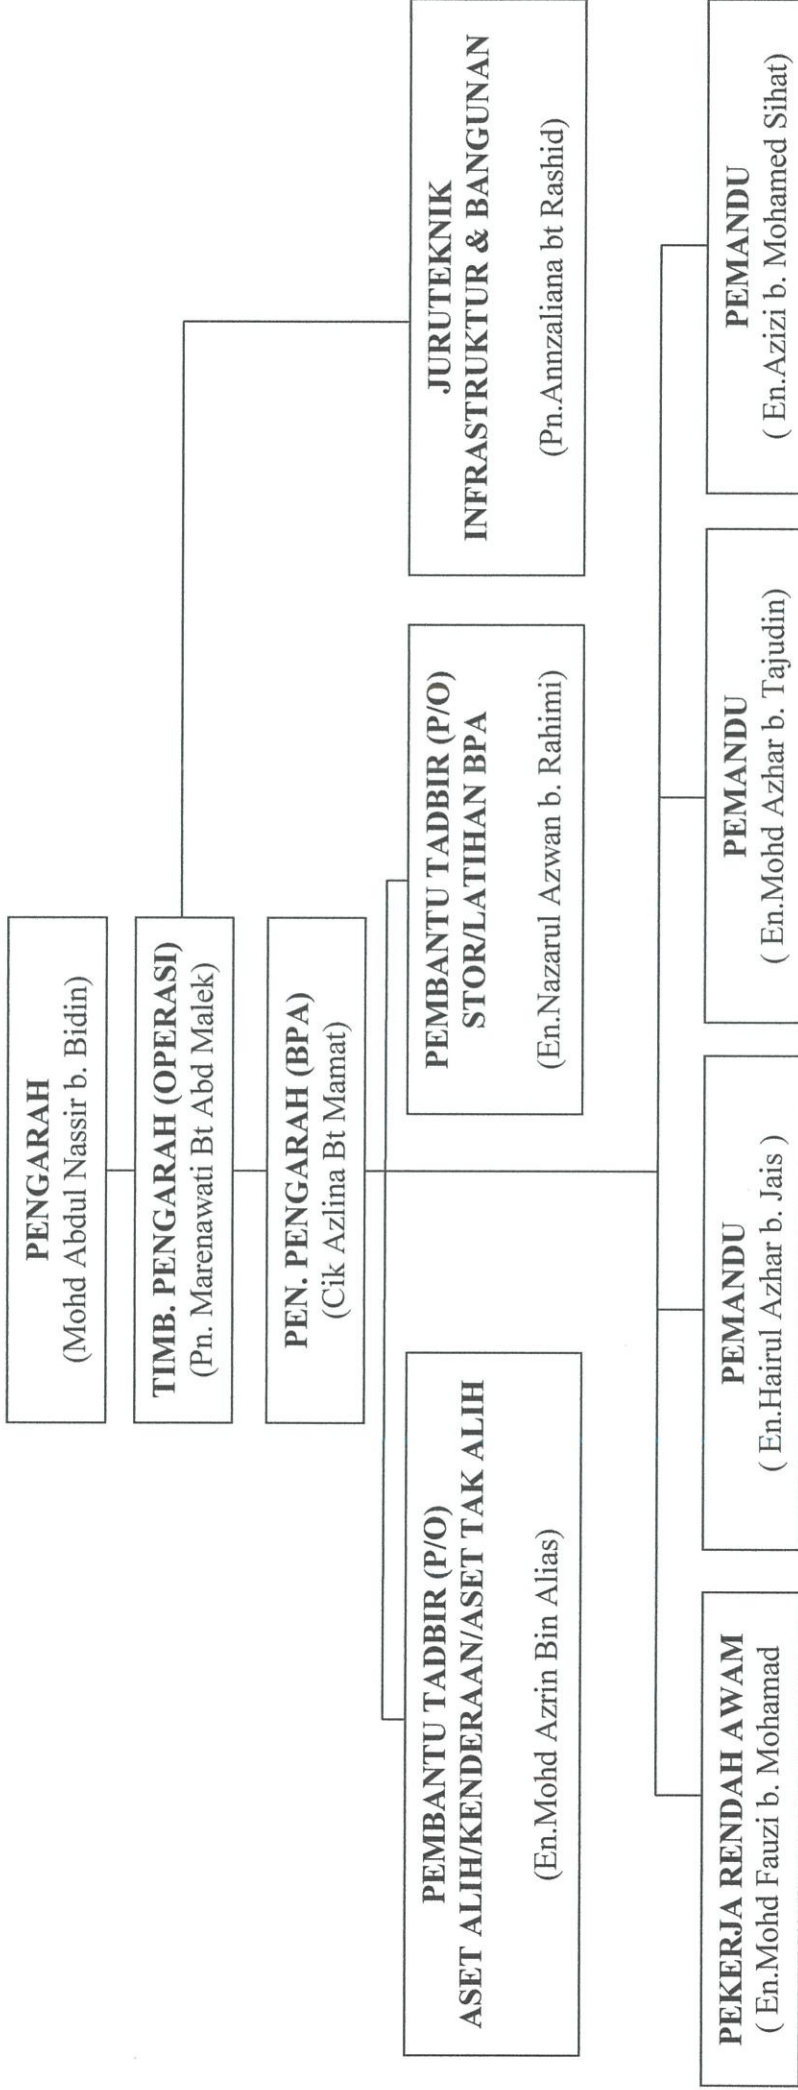 PENGARAH
(Mohd Abdul Nassir b. Bidin)
TIMB. PENGARAH (OPERASI)
(Pn. Marenawati Bt Abd Malek)
PEN. PENGARAH (BPA)
(Cik Azlina Bt Mamat)
PEMBANTU TADBIR (P/O)
ASET ALIH/KENDERAAN/ASET TAK ALIH
(En.Mohd Azrin Bin Alias)
PEMBANTU TADBIR (P/O)
STOR/LATIHAN BPA
(En.Nazarul Azwan b. Rahimi)
JURUTEKNIK
INFRASTRUKTUR & BANGUNAN
(Pn.Annzaliana bt Rashid)
PEKERJA RENDAH AWAM
( En.Mohd Fauzi b. Mohamad
PEMANDU
( En.Hairul Azhar b. Jais )
PEMANDU
( En.Mohd Azhar b. Tajudin)
PEMANDU
( En.Azizi b. Mohamed Sihat)